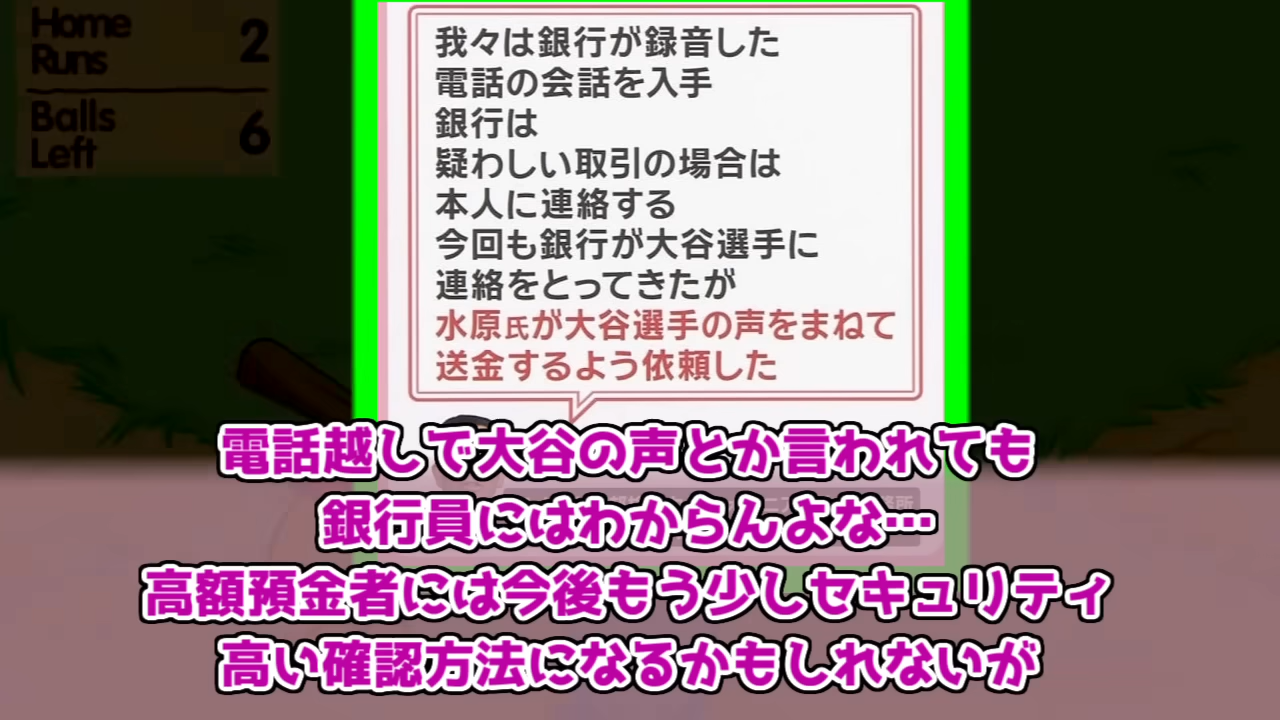 Home
Runs
2
Balls
Left
6
我々は銀行が録音した
電話の会話を入手
銀行は
疑わしい取引の場合は
本人に連絡する
今回も銀行が大谷選手に
連絡をとってきたが
水原氏が大谷選手の声をまねて
送金するよう依頼した
電話越しで大谷の声とか言われても
銀行員にはわからんよな…
高額預金者には今後もう少しセキュリティ
高い確認方法になるかもしれないが